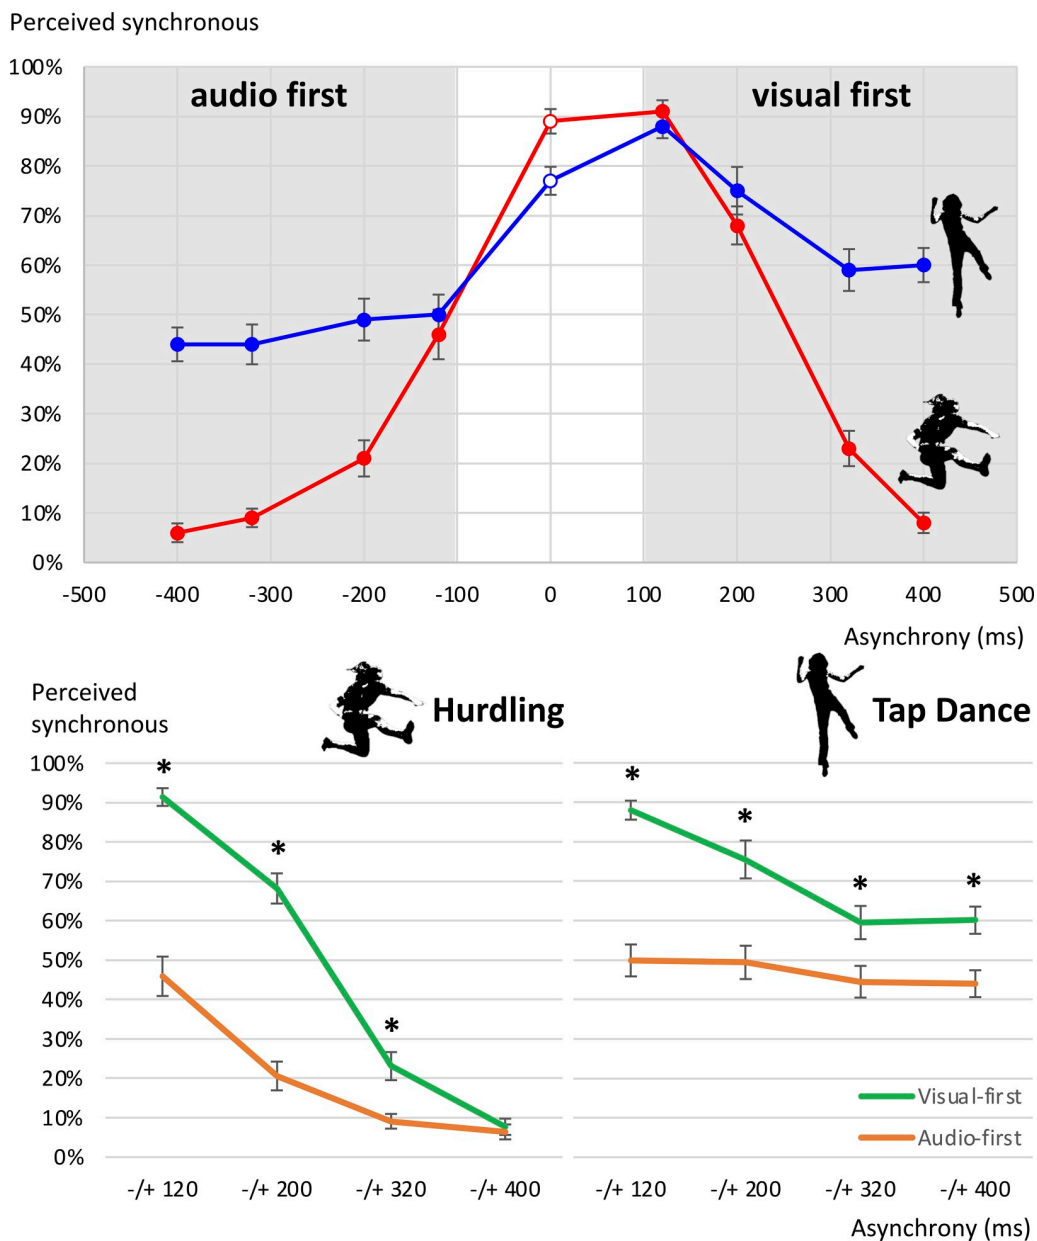 Perceived synchronous
100%
audio first
visual first
90%
80%
70%
60%
50%
40%
30%
20%
10%
0%
-500 -400 -300 -200 -100 0 100 200 300 400 500
Asynchrony (ms)
Perceived
synchronous
Hurdling
Tap Dance
100%
* *
90%
80%
* *
70%
* *
60%
50%
40%
30%
*
20%
10%
0%
Visual-first
Audio-first
-/+ 120 -/+ 200 -/+ 320 -/+ 400 -/+ 120 -/+ 200 -/+ 320 -/+ 400
Asynchrony (ms)